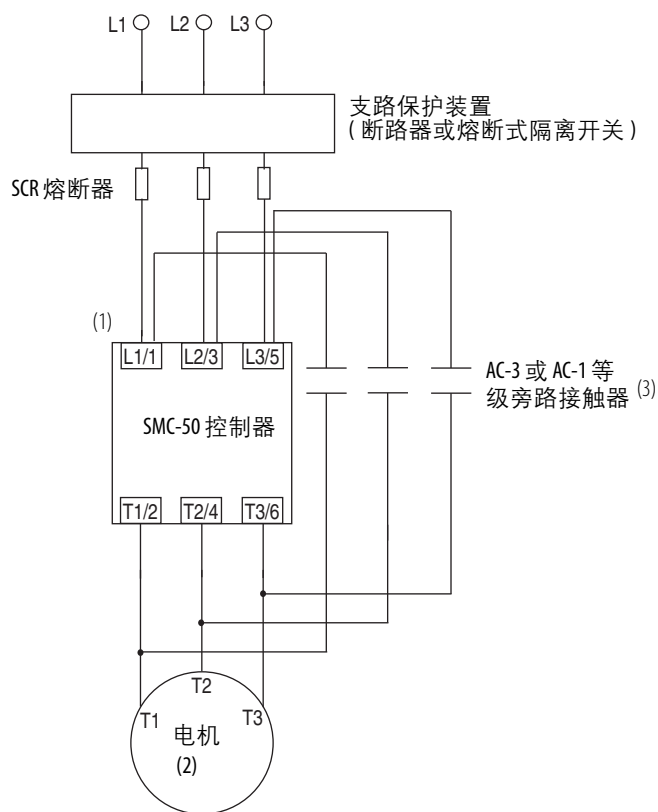 L1 L2 L3
支路保护装置
(断路器或熔断式隔离开关)
SCR 熔断器
(1)
L1/1 L2/3 L3/5
AC-3 或 AC-1 等
级旁路接触器 (3)
SMC-50 控制器
T1/2 T2/4 T3/6
T2
T1 T3
电机
(2)